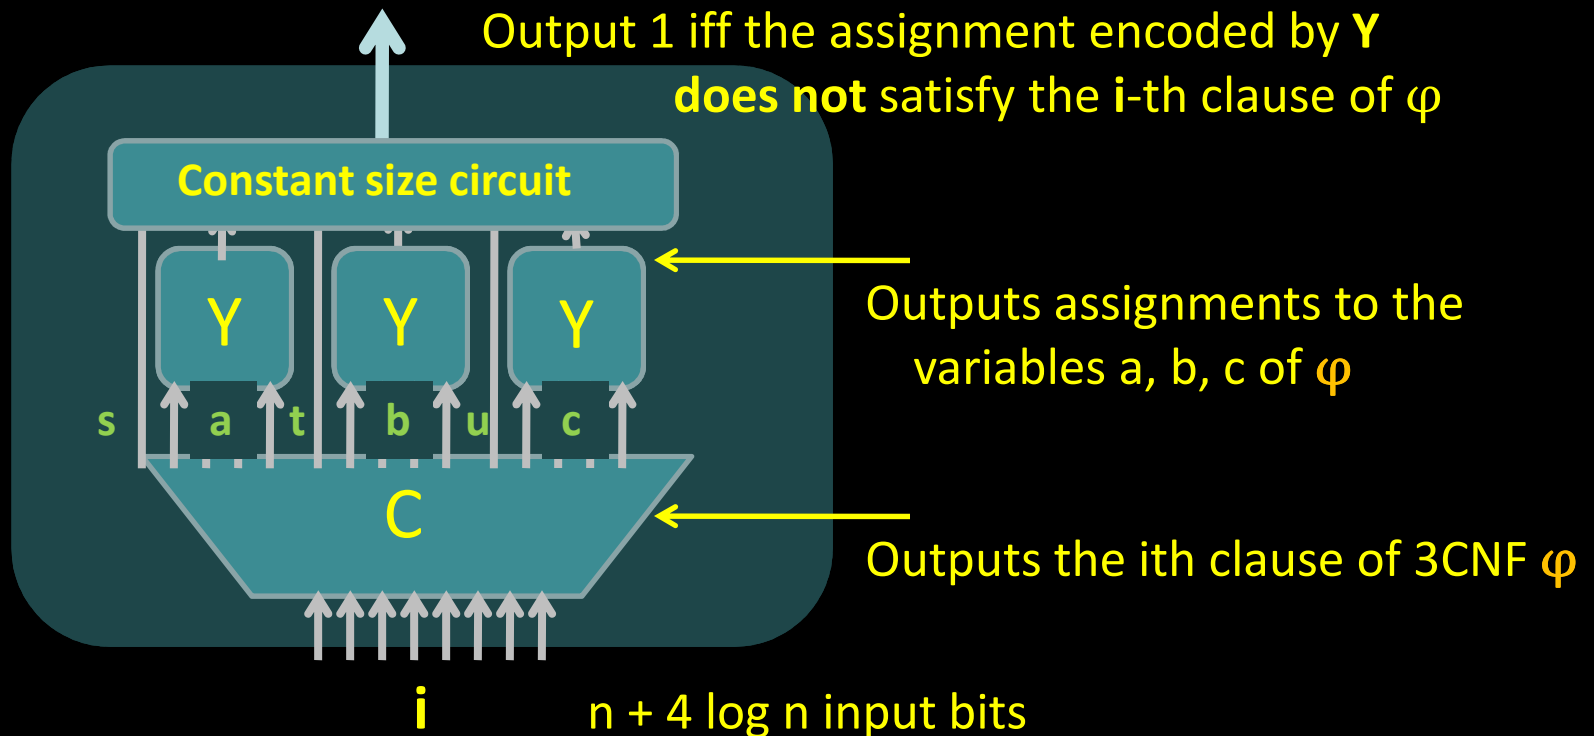 Output 1 iff the assignment encoded by Y
does not satisfy the i-th clause of φ
Constant size circuit
Y Y Y
Outputs assignments to the
variables a, b, c of φ
s a t b u c
C
Outputs the ith clause of 3CNF φ
i n + 4 log n input bits